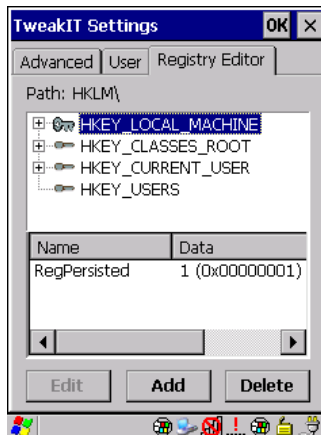 TweakIT Settings OK
Advanced User Registry Editor
Path: HKLM\
HKEY_LOCAL_MACHINE
HKEY_CLASSES_ROOT
HKEY_CURRENT_USER
HKEY_USERS
Name Data
RegPersisted 1 (0x00000001)
Edit Add Delete